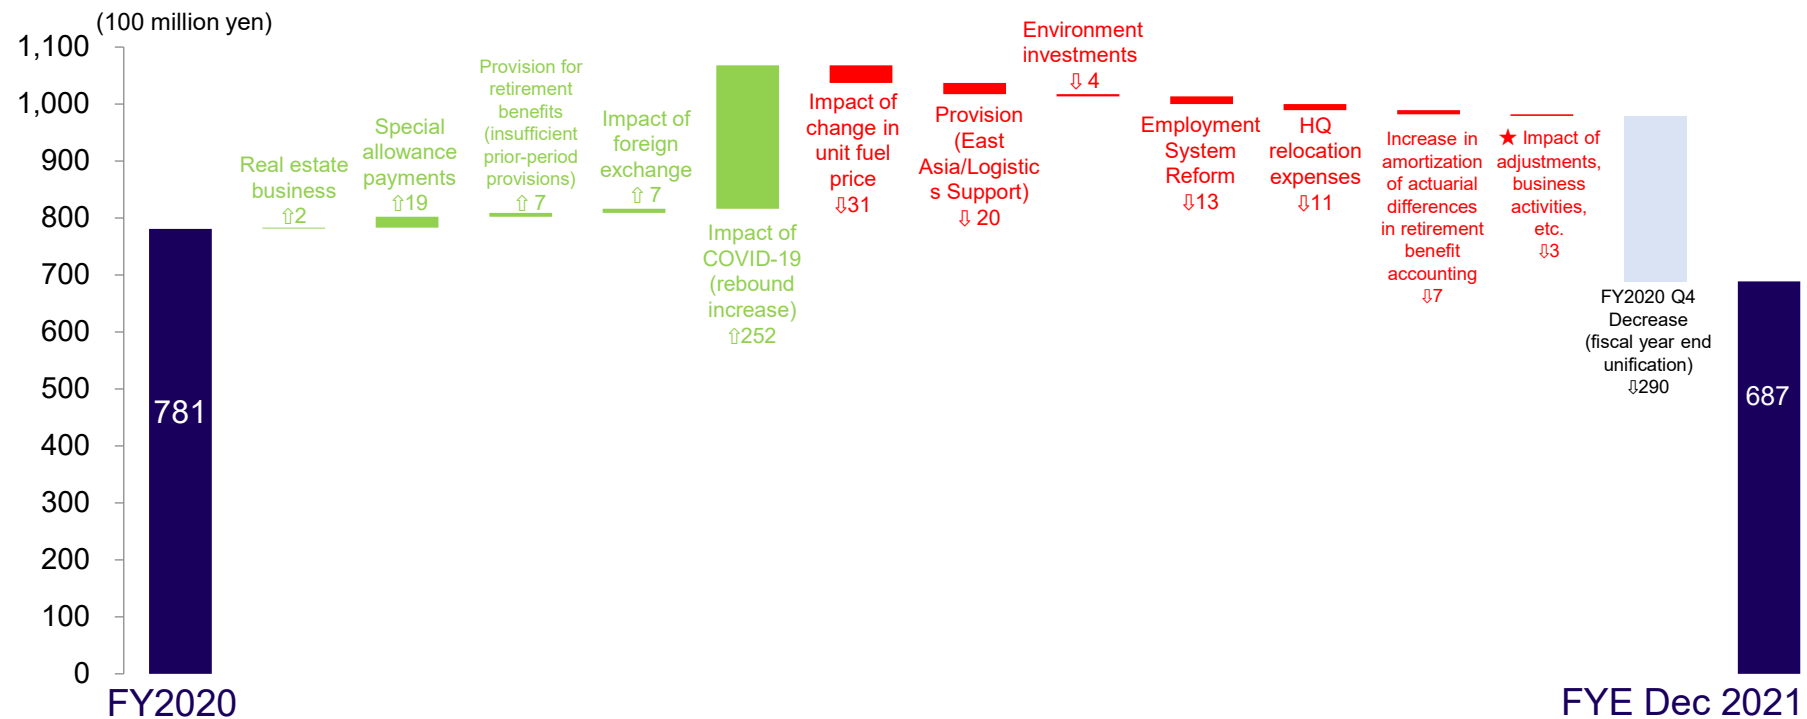 (100 million yen)
1,100
1,000
900
800
700
600
500
400
300
200
100
0
781
FY2020
Real estate
business
⇧2
Special
allowance
payments
⇧19
Provision for
retirement
benefits
(insufficient
prior-period
provisions)
⇧ 7
Impact of
foreign
exchange
⇧ 7
Impact of
COVID-19
(rebound
increase)
⇧252
Impact of
change in
unit fuel
price
⇩31
Provision
(East
Asia/Logistic
s Support)
⇩ 20
Environment
investments
⇩ 4
Employment
System
Reform
⇩13
HQ
relocation
expenses
⇩11
Increase in
amortization
of actuarial
differences
in retirement
benefit
accounting
⇩7
★ Impact of
adjustments,
business
activities,
etc.
⇩3
FY2020 Q4
Decrease
(fiscal year end
unification)
⇩290
687
FYE Dec 2021